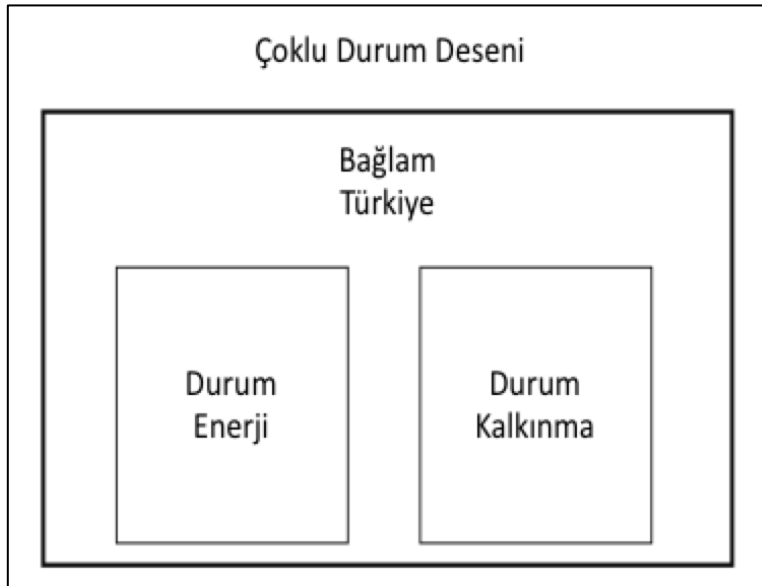 Çoklu Durum Deseni
Bağlam
Türkiye
Durum
Enerji
Durum
Kalkınma